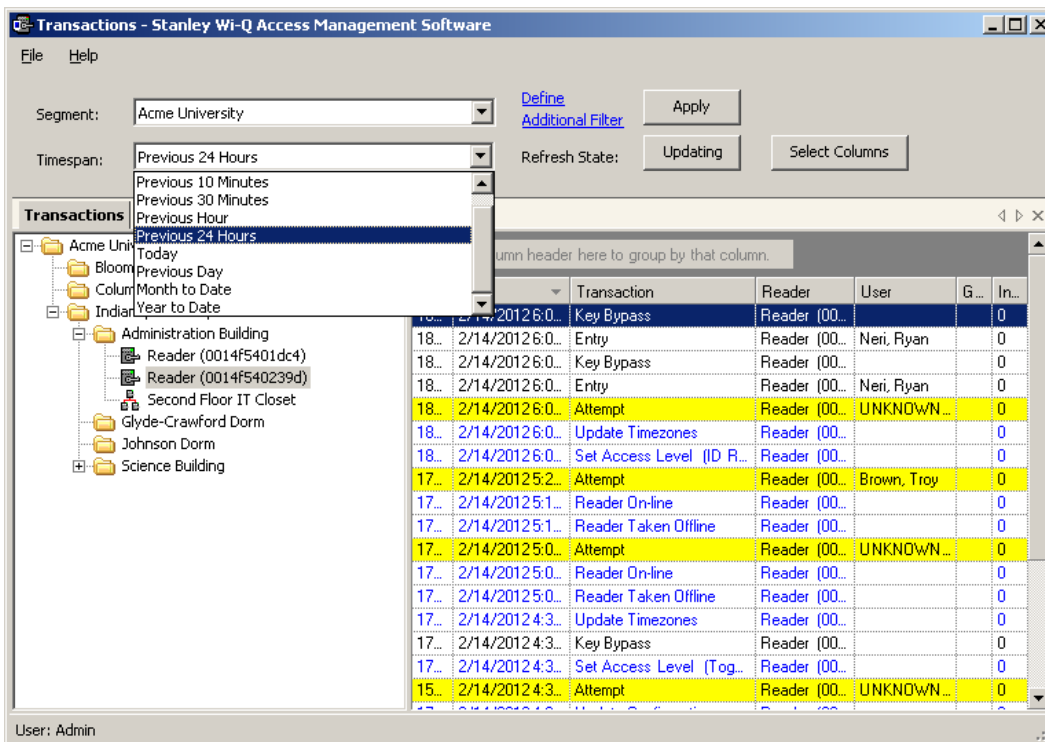 Transactions - Stanley Wi-Q Access Management Software
File Help
Segment: Acme University Define Additional Filter Apply
Timespan: Previous 24 Hours Refresh State: Updating Select Columns
Previous 10 Minutes
Previous 30 Minutes
Previous Hour
Previous 24 Hours
Today
Previous Day
Month to Date
Year to Date
Transactions
Acme Uni
Bloom
Colum
Indian
Administration Building
Reader (0014f5401dc4)
Reader (0014f540239d)
Second Floor IT Closet
Glyde-Crawford Dorm
Johnson Dorm
Science Building
umn header here to group by that column.
Transaction Reader User G... In...
2/14/2012 6:0... Key Bypass Reader (00... 0
18... 2/14/2012 6:0... Entry Reader (00... Neri, Ryan 0
18... 2/14/2012 6:0... Key Bypass Reader (00... 0
18... 2/14/2012 6:0... Entry Reader (00... Neri, Ryan 0
18... 2/14/2012 6:0... Attempt Reader (00... UNKNOWN... 0
18... 2/14/2012 6:0... Update Timezones Reader (00... 0
18... 2/14/2012 6:0... Set Access Level (ID R... Reader (00... 0
17... 2/14/2012 5:2... Attempt Reader (00... Brown, Troy 0
17... 2/14/2012 5:1... Reader On-line Reader (00... 0
17... 2/14/2012 5:1... Reader Taken Offline Reader (00... 0
17... 2/14/2012 5:0... Attempt Reader (00... UNKNOWN... 0
17... 2/14/2012 5:0... Reader On-line Reader (00... 0
17... 2/14/2012 5:0... Reader Taken Offline Reader (00... 0
17... 2/14/2012 4:3... Update Timezones Reader (00... 0
17... 2/14/2012 4:3... Key Bypass Reader (00... 0
17... 2/14/2012 4:3... Set Access Level (Tog... Reader (00... 0
15... 2/14/2012 4:3... Attempt Reader (00... UNKNOWN... 0
User: Admin